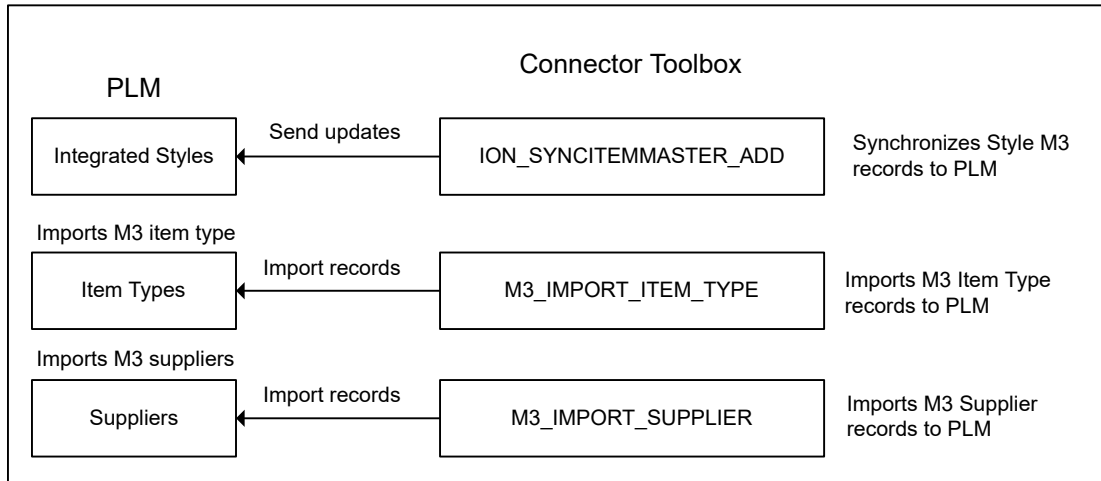 Connector Toolbox
PLM
Integrated Styles
Send updates
ION_SYNCITEMMASTER_ADD
Synchronizes Style M3
records to PLM
Imports M3 item type
Item Types
Import records
M3_IMPORT_ITEM_TYPE
Imports M3 Item Type
records to PLM
Imports M3 suppliers
Suppliers
Import records
M3_IMPORT_SUPPLIER
Imports M3 Supplier
records to PLM